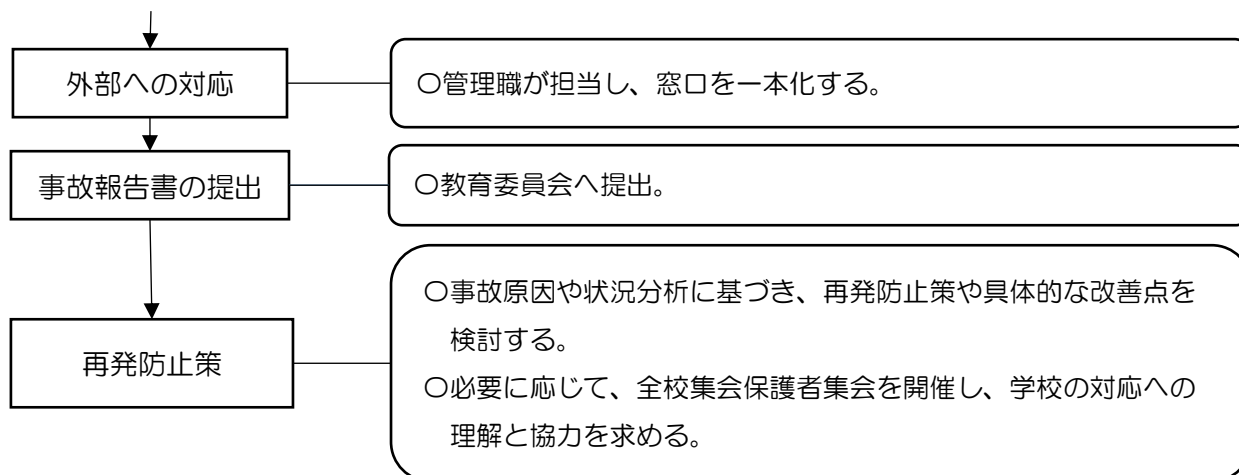 外部への対応
〇管理職が担当し、窓口を一本化する。
事故報告書の提出
〇教育委員会へ提出。
再発防止策
〇事故原因や状況分析に基づき、再発防止策や具体的な改善点を
検討する。
〇必要に応じて、全校集会保護者集会を開催し、学校の対応への
理解と協力を求める。